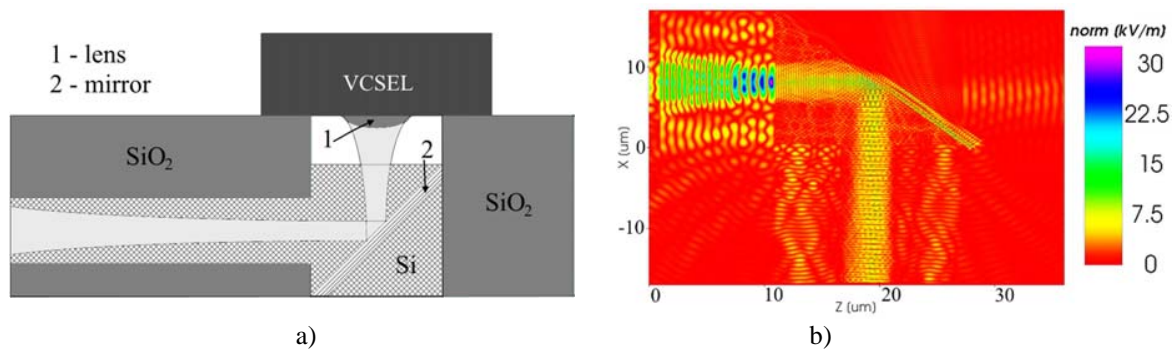 1 - lens
2 - mirror
VCSEL
1
2
SiO2
SiO2
Si
a)
norm (kV/m)
30
22.5
15
7.5
0
X (um)
10
0
-10
0
10
20
30
Z (um)
b)